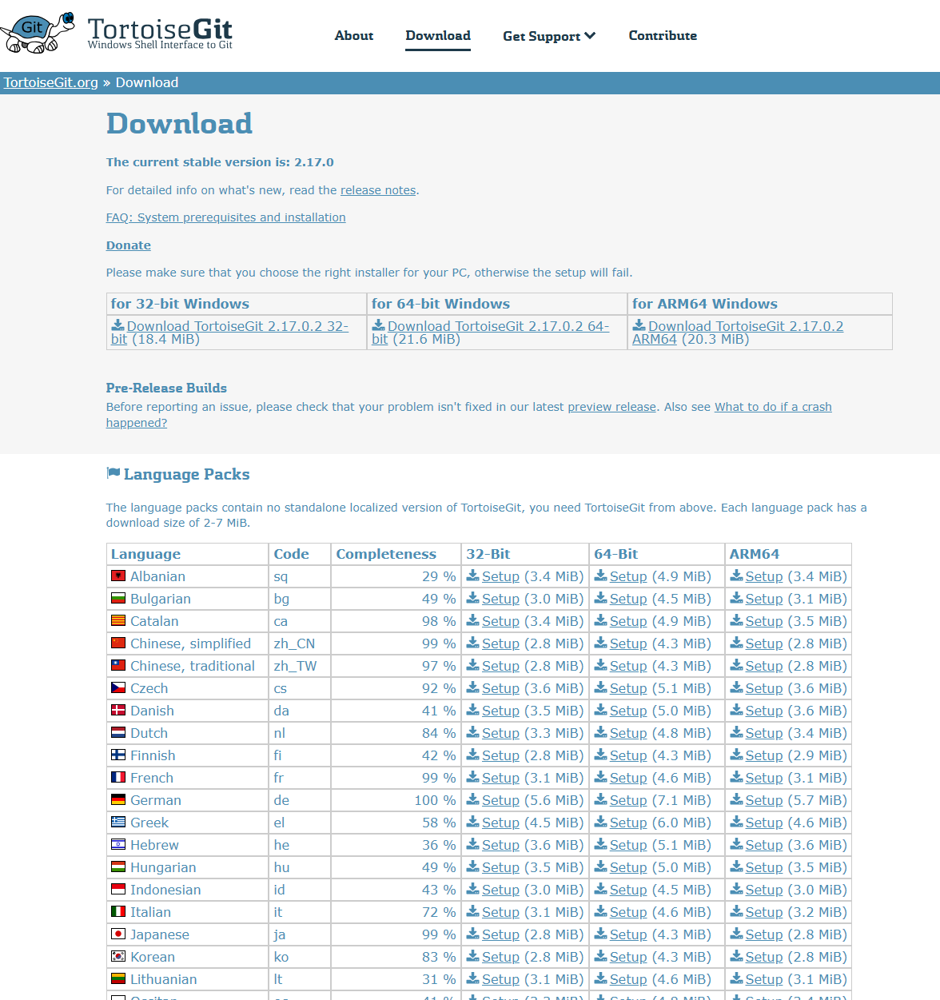 Git
TortoiseGit
Windows Shell Interface to Git
About Download Get Support Contribute
TortoiseGit.org » Download
Download
The current stable version is: 2.17.0
For detailed info on what's new, read the release notes.
FAQ: System prerequisites and installation
Donate
Please make sure that you choose the right installer for your PC, otherwise the setup will fail.
for 32-bit Windows for 64-bit Windows for ARM64 Windows
Download TortoiseGit 2.17.0.2 32-bit (18.4 MiB) Download TortoiseGit 2.17.0.2 64-bit (21.6 MiB) Download TortoiseGit 2.17.0.2 ARM64 (20.3 MiB)
Pre-Release Builds
Before reporting an issue, please check that your problem isn't fixed in our latest preview release. Also see What to do if a crash
happened?
Language Packs
The language packs contain no standalone localized version of TortoiseGit, you need TortoiseGit from above. Each language pack has a
download size of 2-7 MiB.
Language Code Completeness 32-Bit 64-Bit ARM64
Albanian sq 29 % Setup (3.4 MiB) Setup (4.9 MiB) Setup (3.4 MiB)
Bulgarian bg 49 % Setup (3.0 MiB) Setup (4.5 MiB) Setup (3.1 MiB)
Catalan ca 98 % Setup (3.4 MiB) Setup (4.9 MiB) Setup (3.5 MiB)
Chinese, simplified zh_CN 99 % Setup (2.8 MiB) Setup (4.3 MiB) Setup (2.8 MiB)
Chinese, traditional zh_TW 97 % Setup (2.8 MiB) Setup (4.3 MiB) Setup (2.8 MiB)
Czech cs 92 % Setup (3.6 MiB) Setup (5.1 MiB) Setup (3.6 MiB)
Danish da 41 % Setup (3.5 MiB) Setup (5.0 MiB) Setup (3.6 MiB)
Dutch nl 84 % Setup (3.3 MiB) Setup (4.8 MiB) Setup (3.4 MiB)
Finnish fi 42 % Setup (2.8 MiB) Setup (4.3 MiB) Setup (2.9 MiB)
French fr 99 % Setup (3.1 MiB) Setup (4.6 MiB) Setup (3.1 MiB)
German de 100 % Setup (5.6 MiB) Setup (7.1 MiB) Setup (5.7 MiB)
Greek el 58 % Setup (4.5 MiB) Setup (6.0 MiB) Setup (4.6 MiB)
Hebrew he 36 % Setup (3.6 MiB) Setup (5.1 MiB) Setup (3.6 MiB)
Hungarian hu 49 % Setup (3.5 MiB) Setup (5.0 MiB) Setup (3.5 MiB)
Indonesian id 43 % Setup (3.0 MiB) Setup (4.5 MiB) Setup (3.0 MiB)
Italian it 72 % Setup (3.1 MiB) Setup (4.6 MiB) Setup (3.2 MiB)
Japanese ja 99 % Setup (2.8 MiB) Setup (4.3 MiB) Setup (2.8 MiB)
Korean ko 83 % Setup (2.8 MiB) Setup (4.3 MiB) Setup (2.8 MiB)
Lithuanian lt 31 % Setup (3.1 MiB) Setup (4.6 MiB) Setup (3.1 MiB)